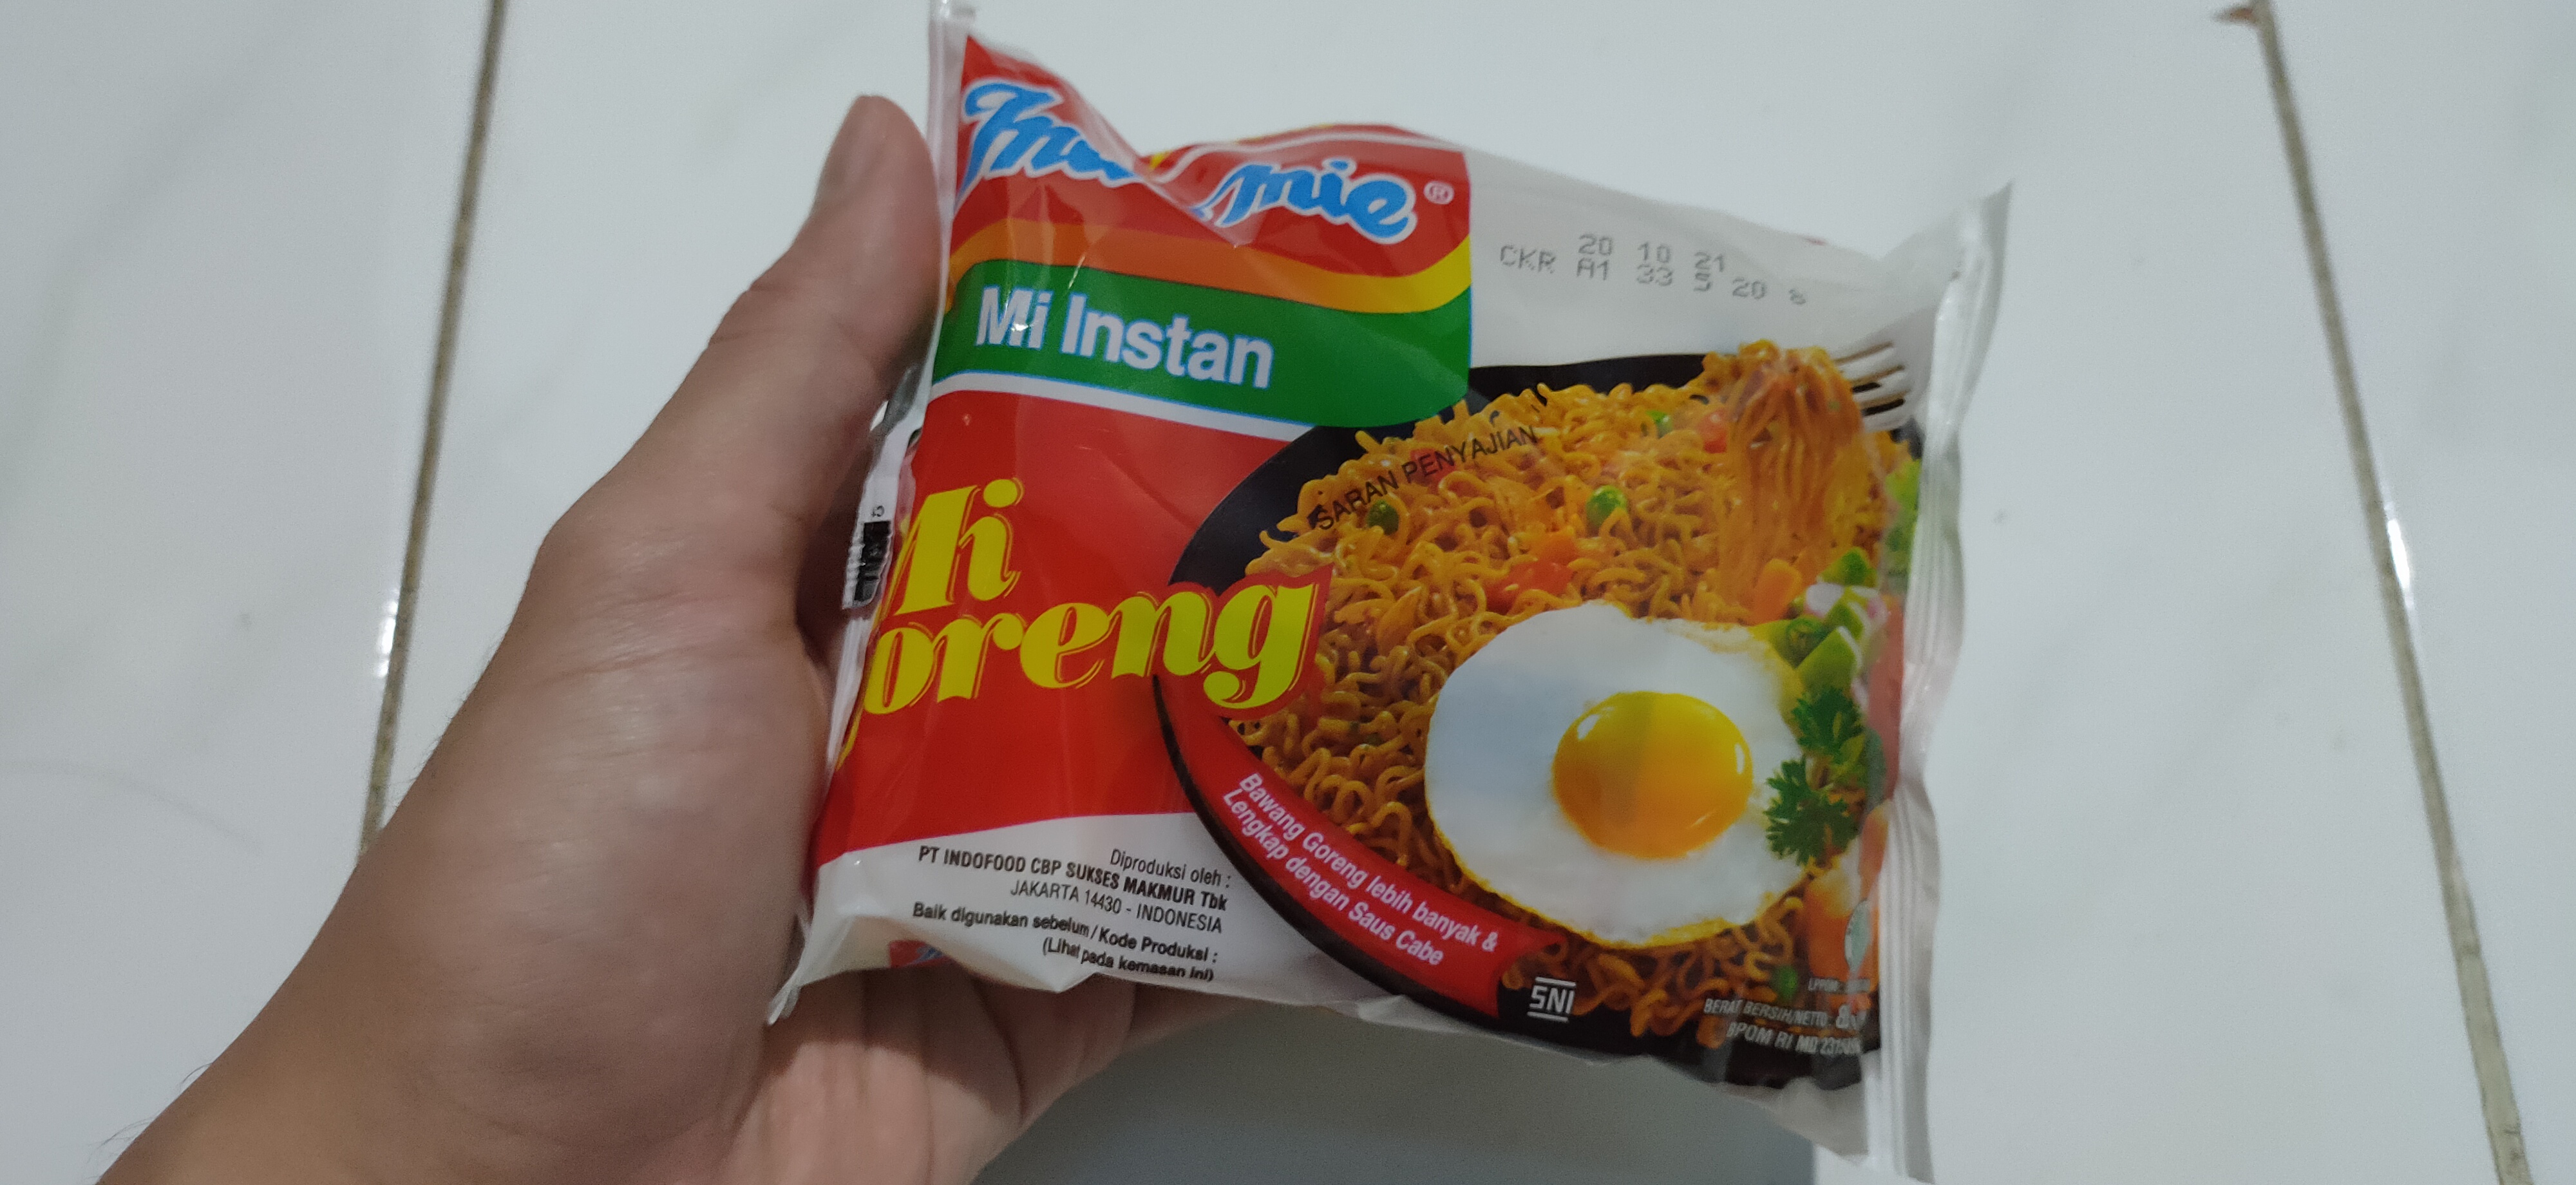 mie®
20 10 21
CKR A1 33 5 20
Mi Instan
SARAN PENYAJIAN
Mi
goreng
Bawang Goreng lebih banyak &
Lengkap dengan Saus Cabe
Diproduksi oleh :
PT INDOFOOD CBP SUKSES MAKMUR Tbk
JAKARTA 14430 - INDONESIA
Baik digunakan sebelum / Kode Produksi :
(Lihat pada kemasan ini)
SNI
BERAT BERSIH/NETTO :
BPOM RI MD